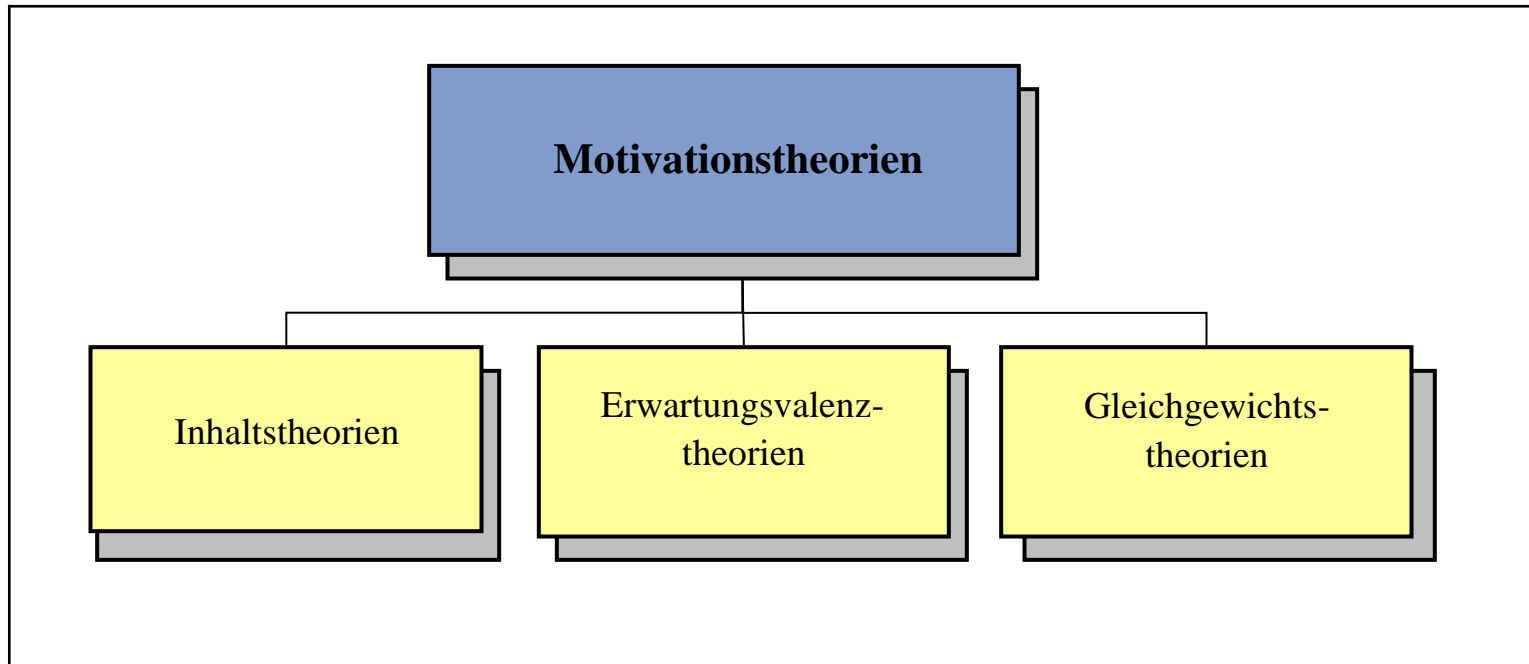 Motivationstheorien
Inhaltstheorien
Erwartungsvalenz-
theorien
Gleichgewichts-
theorien